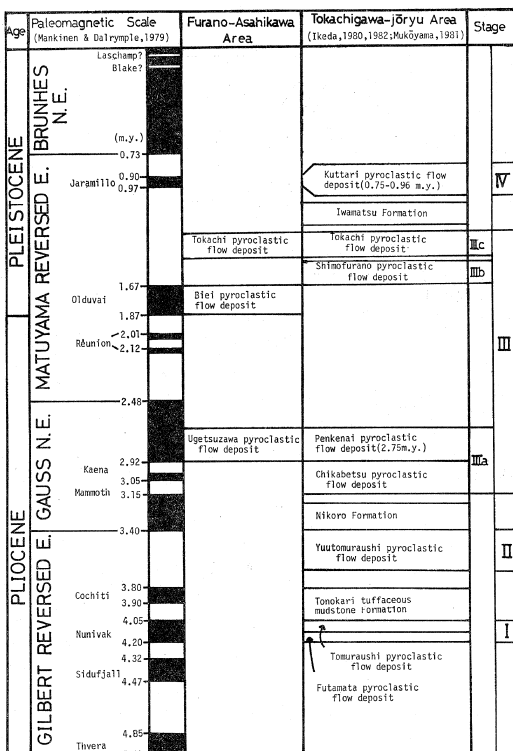 Age
Paleomagnetic Scale
(Mankinen & Dalrymple,1979)
Furano-Asahikawa
Area
Tokachigawa-jōryu Area
(Ikeda,1980,1982;Mukōyama,1981)
Stage
PLEISTOCENE
PLIOCENE
BRUNHES
N.E.
MATUYAMA REVERSED E.
GAUSS N.E.
GILBERT REVERSED E.
Laschamp?
Blake?
(m.y.)
0.73
0.90
Jaramillo
0.97
1.67
Olduvai
1.87
2.01
Réunion
2.12
2.48
2.92
Kaena
3.05
Mammoth
3.15
3.40
3.80
Cochiti
3.90
4.05
Nunivak
4.20
4.32
Sidufjall
4.47
4.85
Thvera
Tokachi pyroclastic
flow deposit
Biei pyroclastic
flow deposit
Ugetsuzawa pyroclastic
flow deposit
Kuttari pyroclastic flow
deposit(0.75-0.96 m.y.)
Iwamatsu Formation
Tokachi pyroclastic
flow deposit
Shimofurano pyroclastic
flow deposit
Penkenai pyroclastic
flow deposit(2.75m.y.)
Chikabetsu pyroclastic
flow deposit
Nikoro Formation
Yuutomuraushi pyroclastic
flow deposit
Tonokari tuffaceous
mudstone Formation
Tomuraushi pyroclastic
flow deposit
Futamata pyroclastic
flow deposit
IV
IIIc
IIIb
III
IIIa
II
I